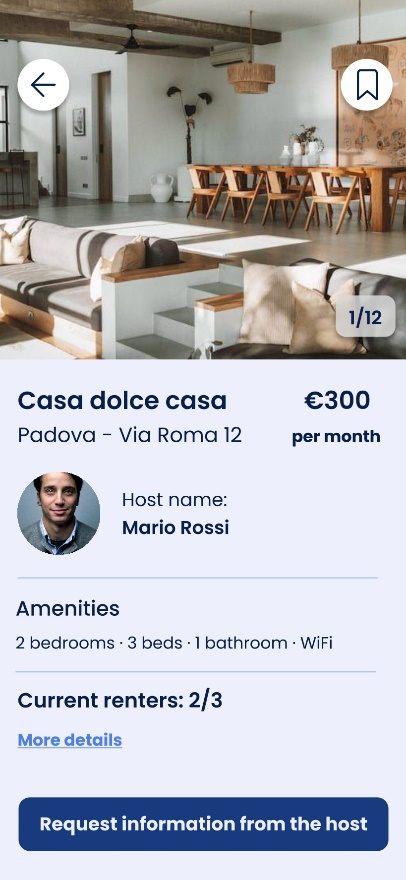 1/12
Casa dolce casa
€300
Padova - Via Roma 12
per month
Host name:
Mario Rossi
Amenities
2 bedrooms · 3 beds · 1 bathroom · WiFi
Current renters: 2/3
More details
Request information from the host